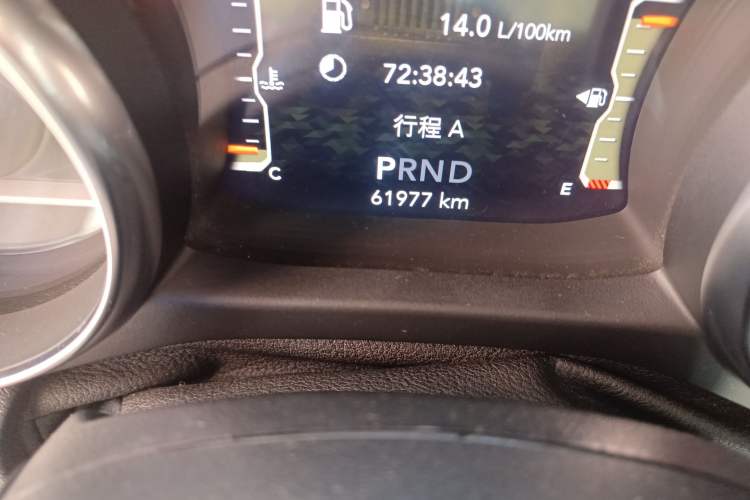 14.0 L/100km
72:38:43
行程 A
PRND
C
E
61977 km